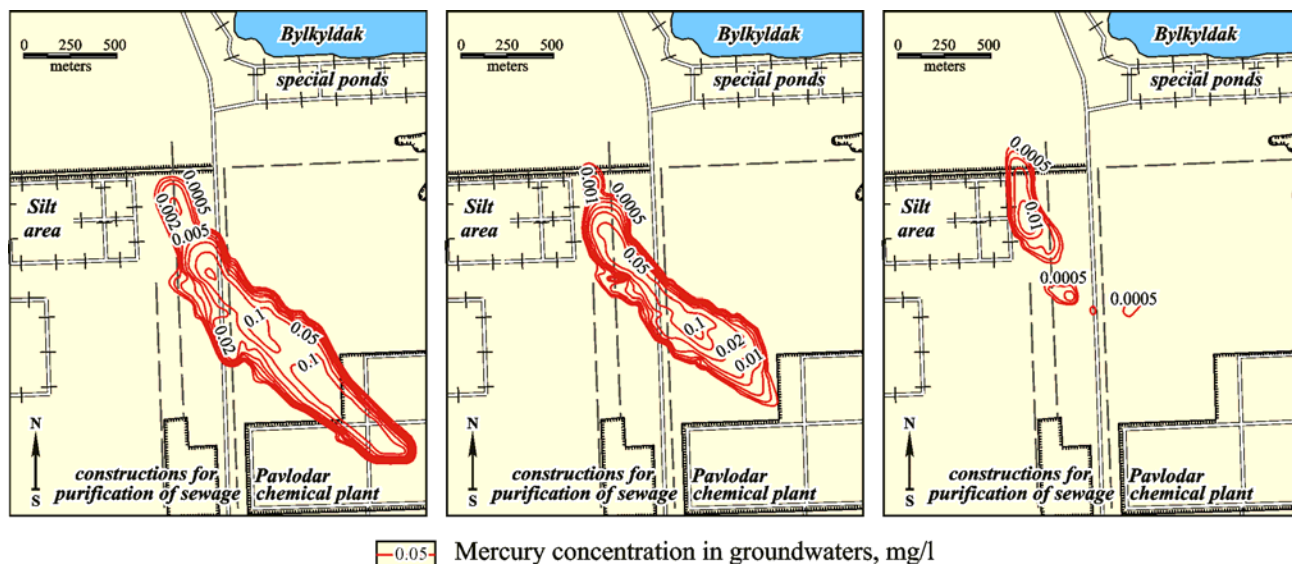 0 250 500
meters
Bylkyldak
special ponds
Silt
area
0.0005
0.002
0.005
0.1
0.05
0.02
0.1
N
S
constructions for
purification of sewage
Pavlodar
chemical plant
0 250 500
meters
Bylkyldak
special ponds
Silt
area
0.001
0.0005
0.05
0.1
0.02
0.01
N
S
constructions for
purification of sewage
Pavlodar
chemical plant
0 250 500
meters
Bylkyldak
special ponds
Silt
area
0.0005
0.01
0.0005
0.0005
N
S
constructions for
purification of sewage
Pavlodar
chemical plant
0.05 Mercury concentration in groundwaters, mg/l